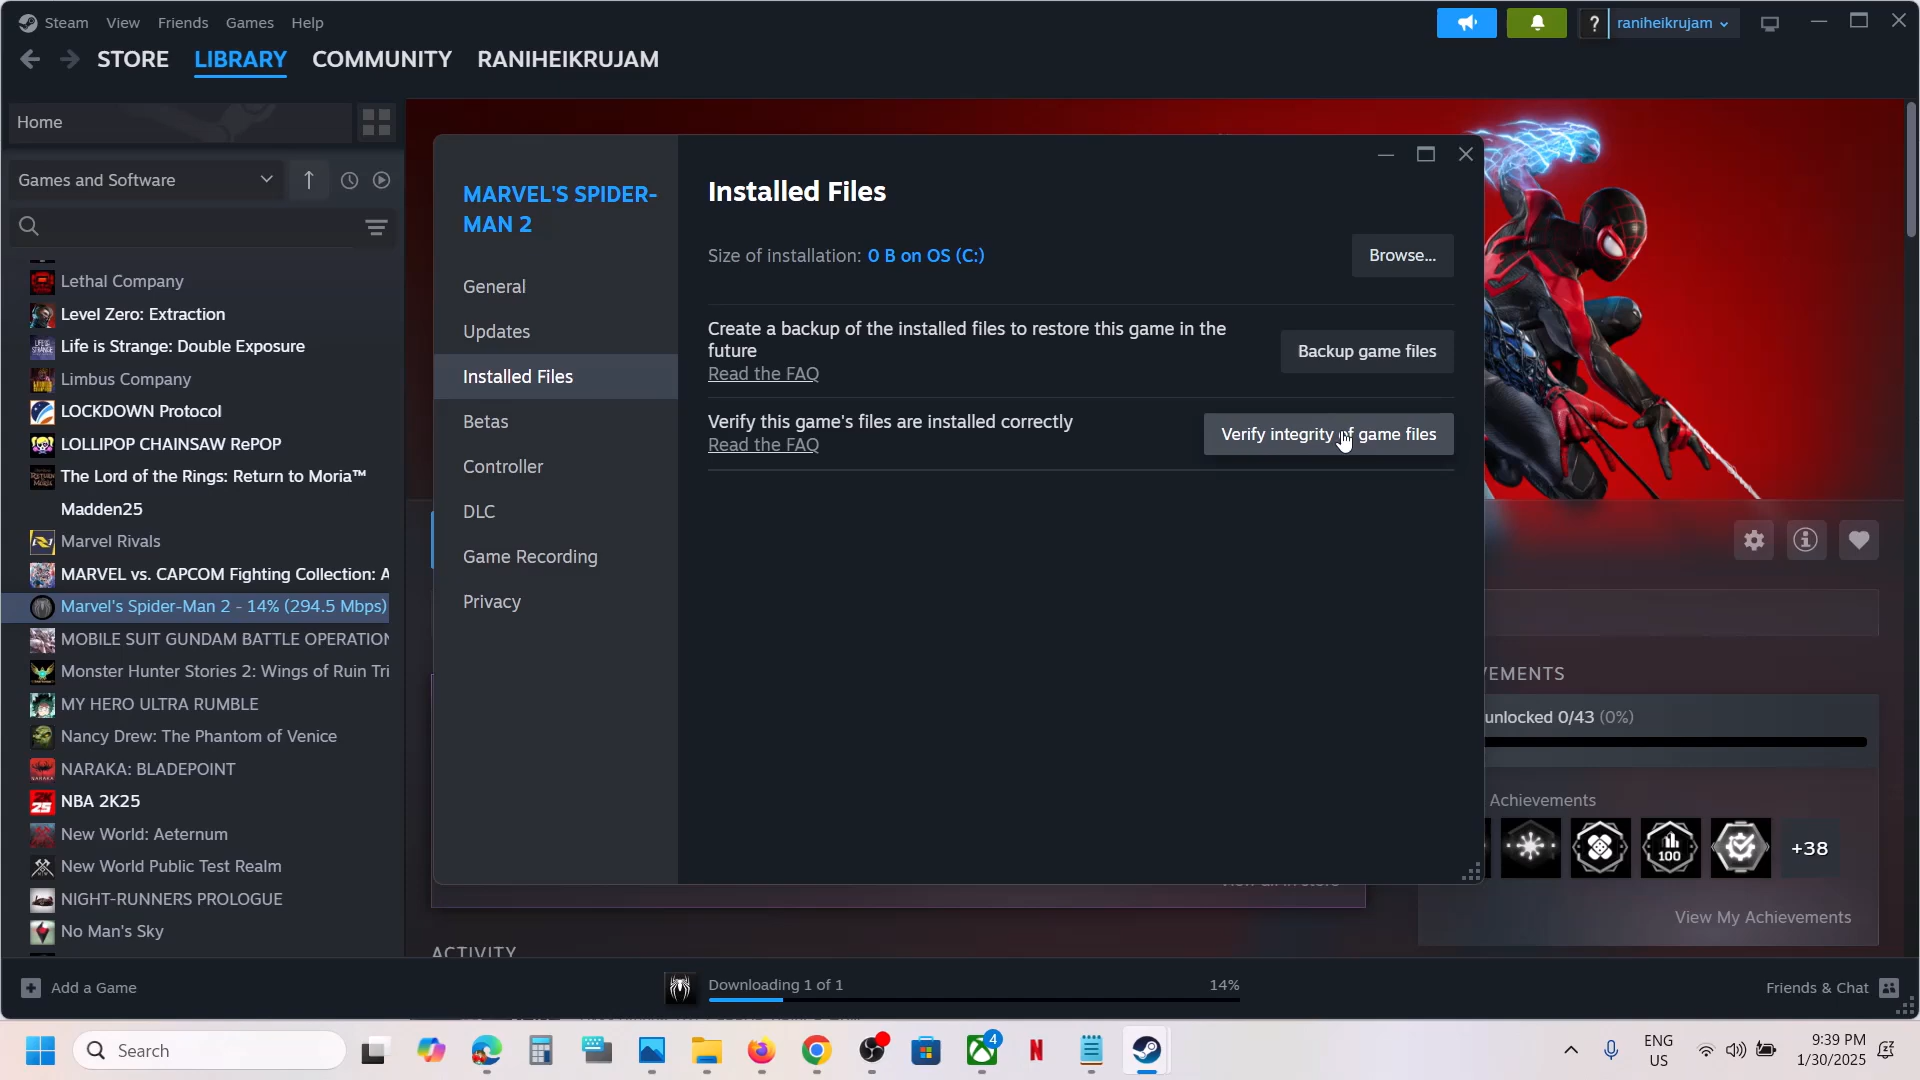 Steam View Friends Games Help
raniheikrujam
STORE LIBRARY COMMUNITY RANIHEIKRUJAM
Home
Games and Software
Lethal Company
Level Zero: Extraction
Life is Strange: Double Exposure
Limbus Company
LOCKDOWN Protocol
LOLLIPOP CHAINSAW RePOP
The Lord of the Rings: Return to Moria™
Madden25
Marvel Rivals
MARVEL vs. CAPCOM Fighting Collection: A
Marvel's Spider-Man 2 - 14% (294.5 Mbps)
MOBILE SUIT GUNDAM BATTLE OPERATION
Monster Hunter Stories 2: Wings of Ruin Tri
MY HERO ULTRA RUMBLE
Nancy Drew: The Phantom of Venice
NARAKA: BLADEPOINT
NBA 2K25
New World: Aeternum
New World Public Test Realm
NIGHT-RUNNERS PROLOGUE
No Man's Sky
MARVEL'S SPIDER-
MAN 2
General
Updates
Installed Files
Betas
Controller
DLC
Game Recording
Privacy
Installed Files
Size of installation: 0 B on OS (C:)
Browse...
Create a backup of the installed files to restore this game in the
future
Read the FAQ
Backup game files
Verify this game's files are installed correctly
Read the FAQ
Verify integrity of game files
EMENTS
unlocked 0/43 (0%)
Achievements
100
+38
View My Achievements
ACTIVITY
Add a Game
Downloading 1 of 1 14%
Friends & Chat
Search
4
ENG
US
9:39 PM
1/30/2025